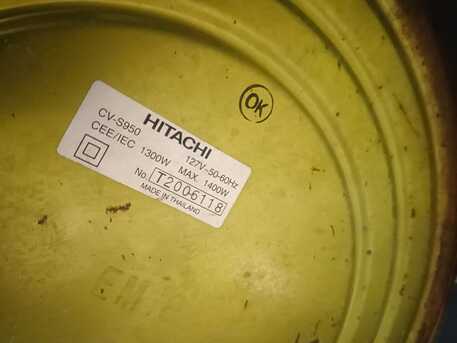 HITACHI
CV-S950 127V~50-60Hz
CEE/IEC 1300W MAX. 1400W
No. T2006118
MADE IN THAILAND
OK